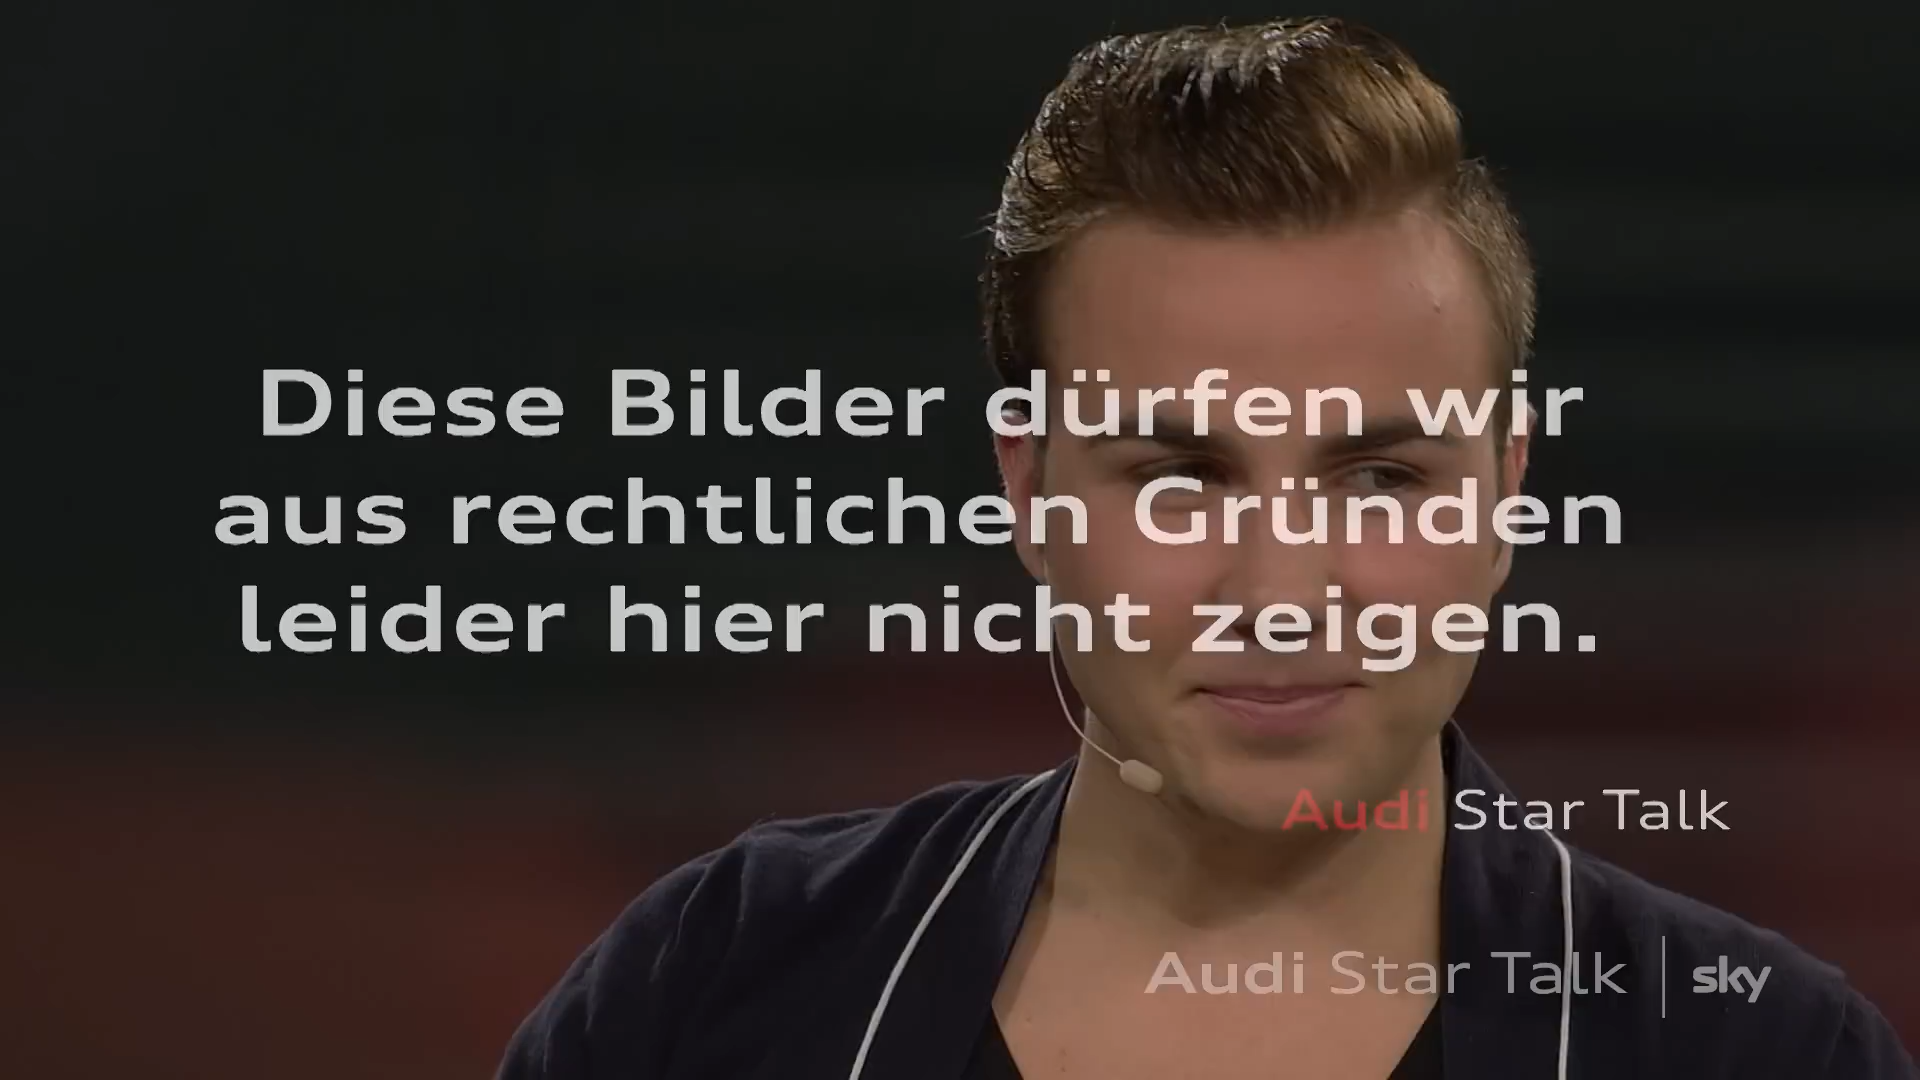 Diese Bilder dürfen wir
aus rechtlichen Gründen
leider hier nicht zeigen.
Audi Star Talk
Audi Star Talk | sky